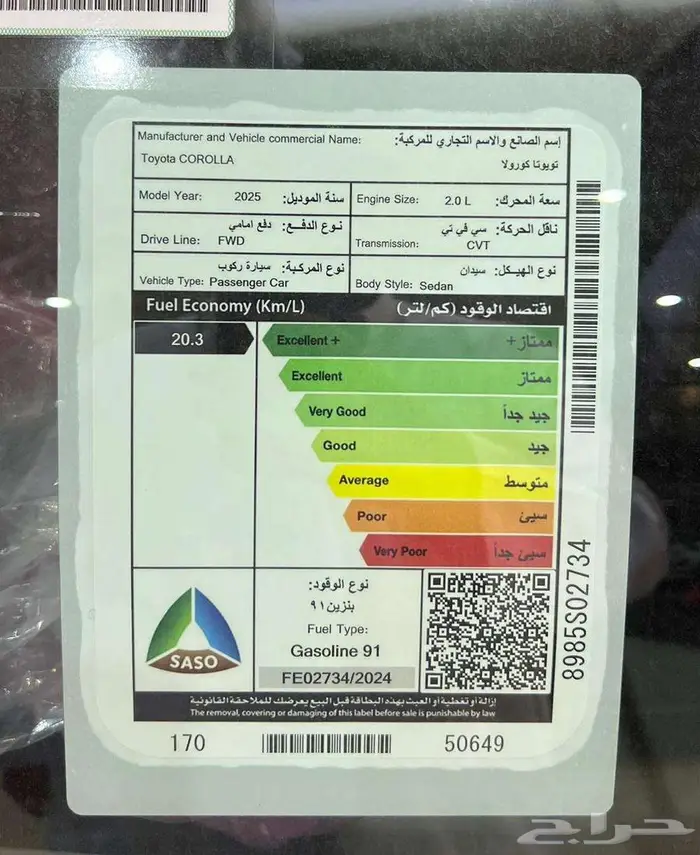 Manufacturer and Vehicle commercial Name: إسم الصانع والاسم التجاري للمركبة:
Toyota COROLLA تويوتا كورولا
Model Year: 2025 سنة الموديل: Engine Size: 2.0 L سعة المحرك:
نوع الدفع: دفع امامي ناقل الحركة: سي في تي
Drive Line: FWD Transmission: CVT
نوع المركبة: سيارة ركوب نوع الهيكل: سيدان
Vehicle Type: Passenger Car Body Style: Sedan
Fuel Economy (Km/L) اقتصاد الوقود (كم/لتر)
20.3 Excellent + ممتاز +
Excellent ممتاز
Very Good جيد جداً
Good جيد
Average متوسط
Poor سيئ
Very Poor سيئ جداً
نوع الوقود:
بنزين ٩١
Fuel Type:
Gasoline 91
SASO
FE02734/2024
8985S02734
إزالة أو تغطية أو العبث بهذه البطاقة قبل البيع يعرضك للملاحقة القانونية
The removal, covering or damaging of this label before sale is punishable by law
170 50649
حراج